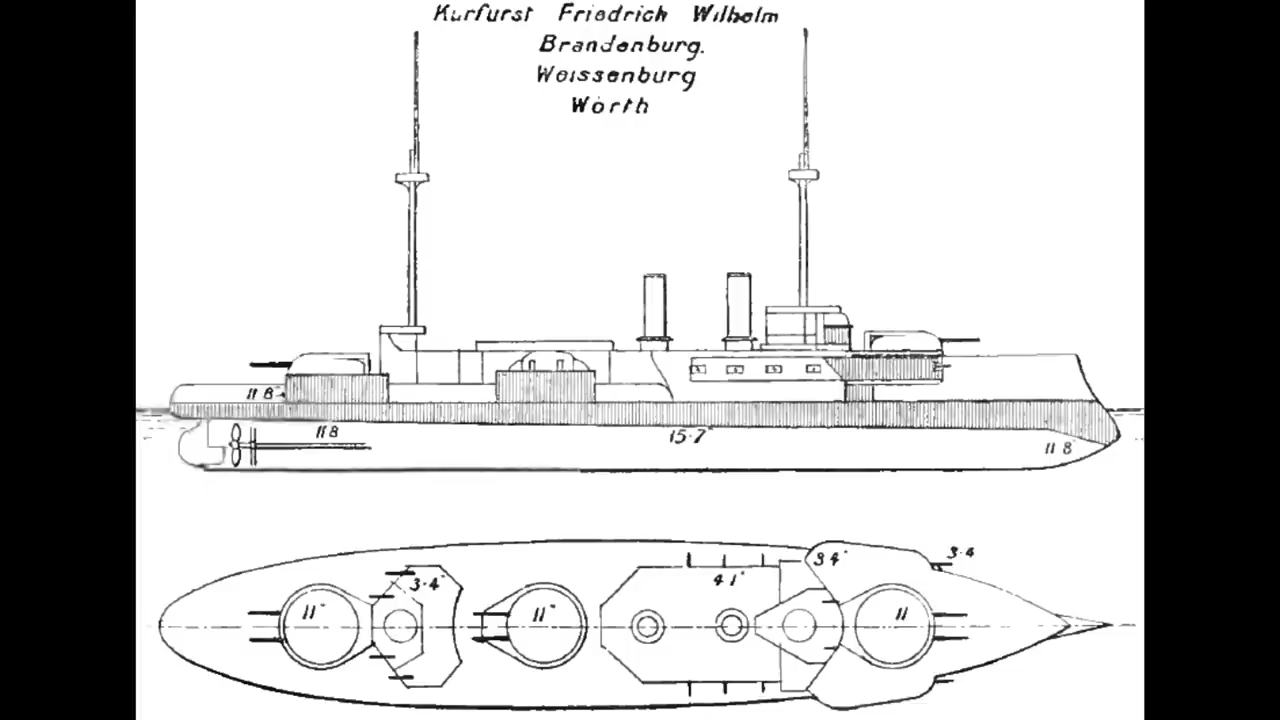 Kurfurst Friedrich Wilhelm
Brandenburg.
Weissenburg
Wörth
11 8"
11 8
15·7"
11 8"
3·4"
3·4
4 1"
3·4"
11"
11"
11